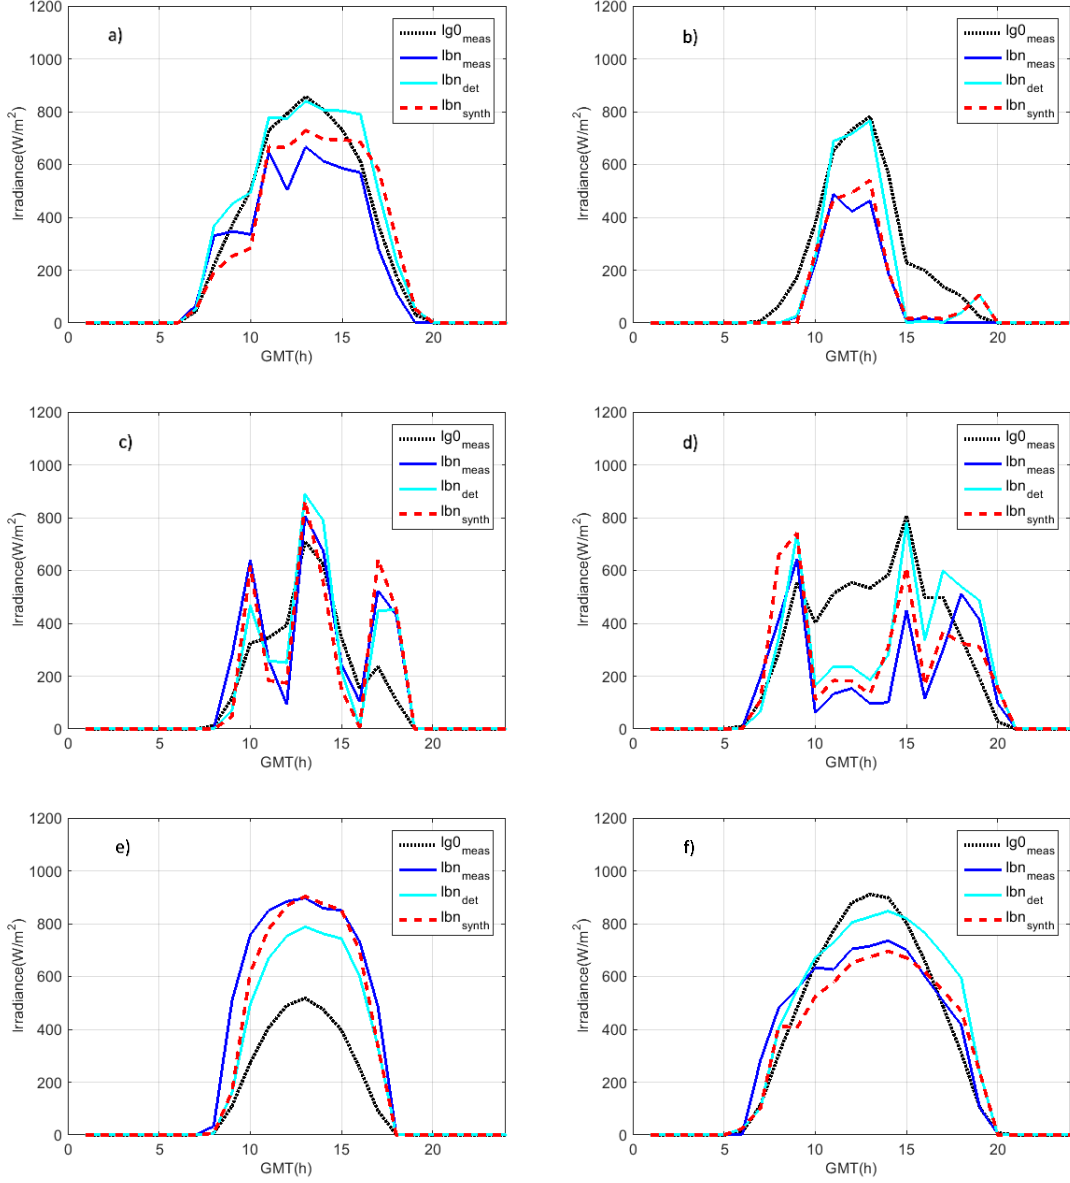 a)
Irradiance(W/m²)
1200
1000
800
600
400
200
0
0 5 10 15 20
GMT(h)
Ig0meas
Ibnmeas
Ibndet
Ibnsynth
b)
Irradiance(W/m²)
1200
1000
800
600
400
200
0
0 5 10 15 20
GMT(h)
Ig0meas
Ibnmeas
Ibndet
Ibnsynth
c)
Irradiance(W/m²)
1200
1000
800
600
400
200
0
0 5 10 15 20
GMT(h)
Ig0meas
Ibnmeas
Ibndet
Ibnsynth
d)
Irradiance(W/m²)
1200
1000
800
600
400
200
0
0 5 10 15 20
GMT(h)
Ig0meas
Ibnmeas
Ibndet
Ibnsynth
e)
Irradiance(W/m²)
1200
1000
800
600
400
200
0
0 5 10 15 20
GMT(h)
Ig0meas
Ibnmeas
Ibndet
Ibnsynth
f)
Irradiance(W/m²)
1200
1000
800
600
400
200
0
0 5 10 15 20
GMT(h)
Ig0meas
Ibnmeas
Ibndet
Ibnsynth